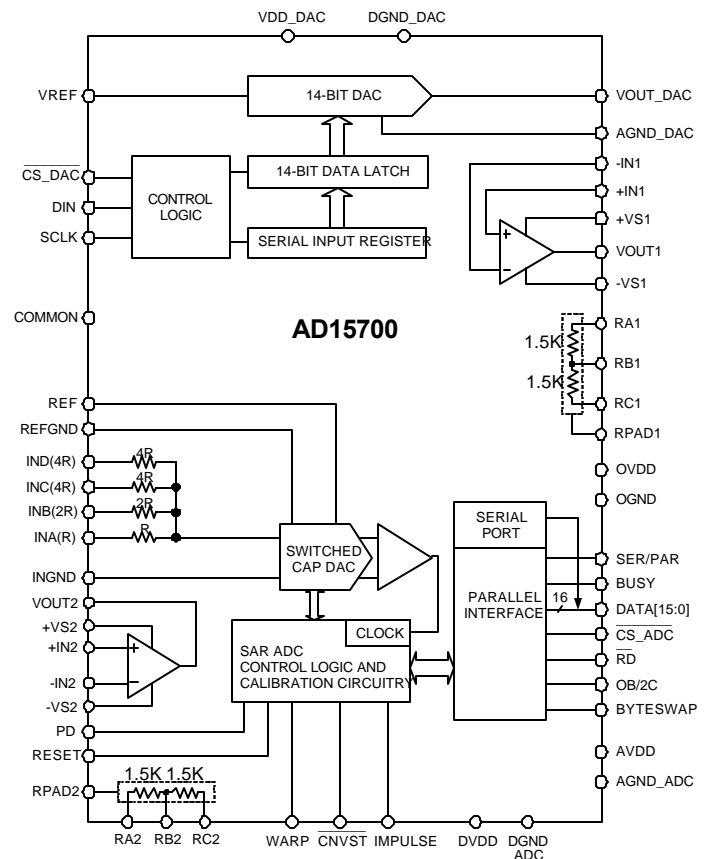 VDD_DAC DGND_DAC
VREF 14-BIT DAC VOUT_DAC
AGND_DAC
CS_DAC
DIN
SCLK
CONTROL
LOGIC
14-BIT DATA LATCH
SERIAL INPUT REGISTER
-IN1
+IN1
+VS1
VOUT1
-VS1
+
−
COMMON
AD15700
RA1
1.5K
RB1
1.5K
RC1
RPAD1
REF
REFGND
IND(4R) 4R
INC(4R) 4R
INB(2R) 2R
INA(R) R
INGND
SWITCHED
CAP DAC
OVDD
OGND
SERIAL
PORT
PARALLEL
INTERFACE
16
SER/PAR
BUSY
DATA[15:0]
CS_ADC
RD
OB/2C
BYTESWAP
VOUT2
+VS2
+IN2
-IN2
-VS2
+
−
CLOCK
SAR ADC
CONTROL LOGIC AND
CALIBRATION CIRCUITRY
PD
RESET
RPAD2
1.5K 1.5K
AVDD
AGND_ADC
RA2 RB2 RC2 WARP CNVST IMPULSE DVDD DGND
ADC